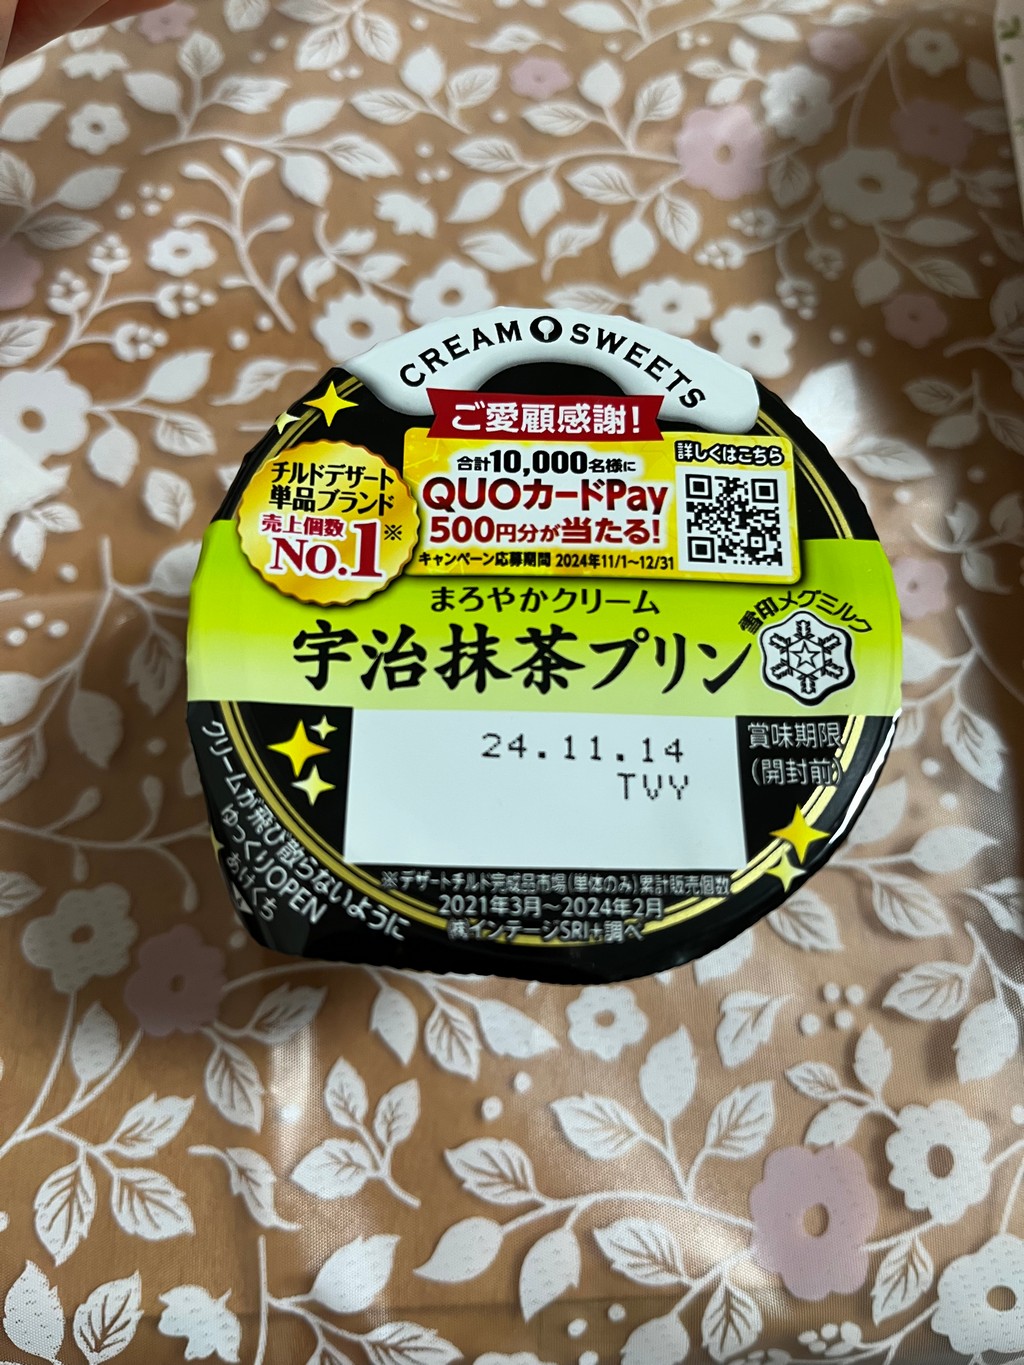 CREAM SWEETS
ご愛顧感謝!
チルドデザート
単品ブランド
売上個数
No.1※
合計10,000名様に
QUOカードPay
500円分が当たる!
キャンペーン応募期間 2024年11/1~12/31
詳しくはこちら
まろやかクリーム
宇治抹茶プリン
雪印メグミルク
24.11.14
TVY
賞味期限
(開封前)
クリームが飛び散らないように
ゆっくりOPEN
あけくち
※デザートチルド完成品市場(単体のみ)累計販売個数
2021年3月~2024年2月
㈱インテージSRI+調べ